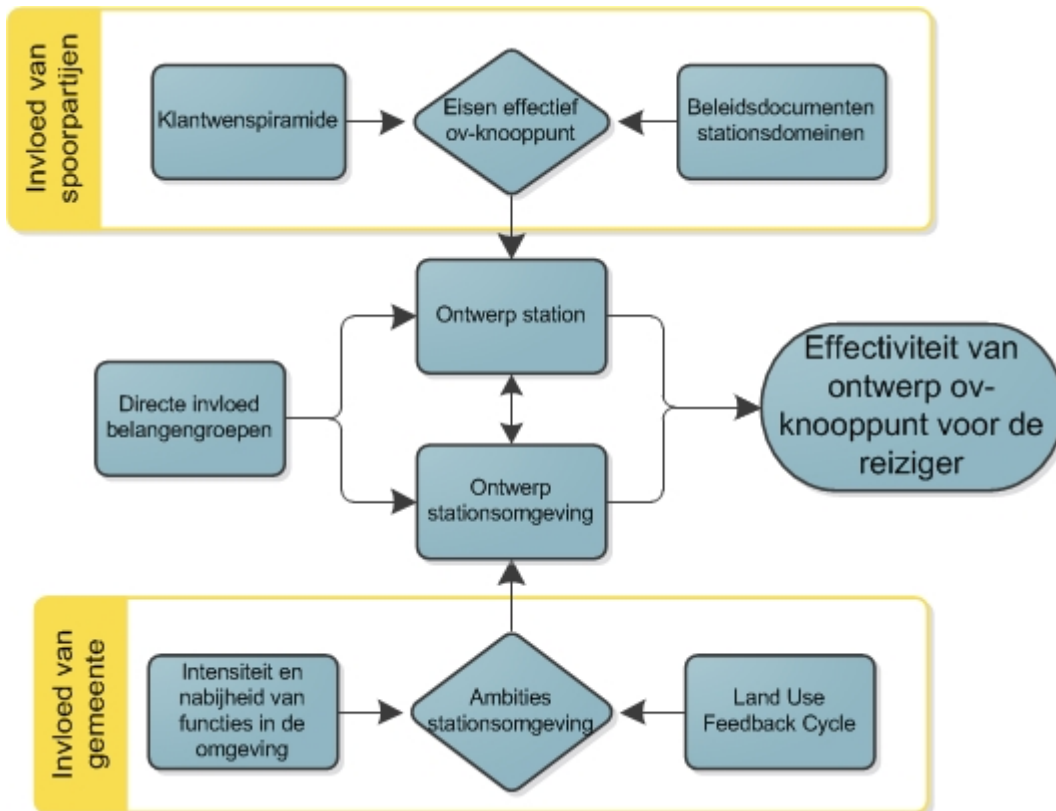 Invloed van
spoorpartijen
Klantwenspiramide
Eisen effectief
ov-knooppunt
Beleidsdocumenten
stationsdomeinen
Ontwerp station
Directe invloed
belangengroepen
Effectiviteit van
ontwerp ov-
knooppunt voor de
reiziger
Ontwerp
stationsomgeving
Invloed van
gemeente
Intensiteit en
nabijheid van
functies in de
omgeving
Ambities
stationsomgeving
Land Use
Feedback Cycle